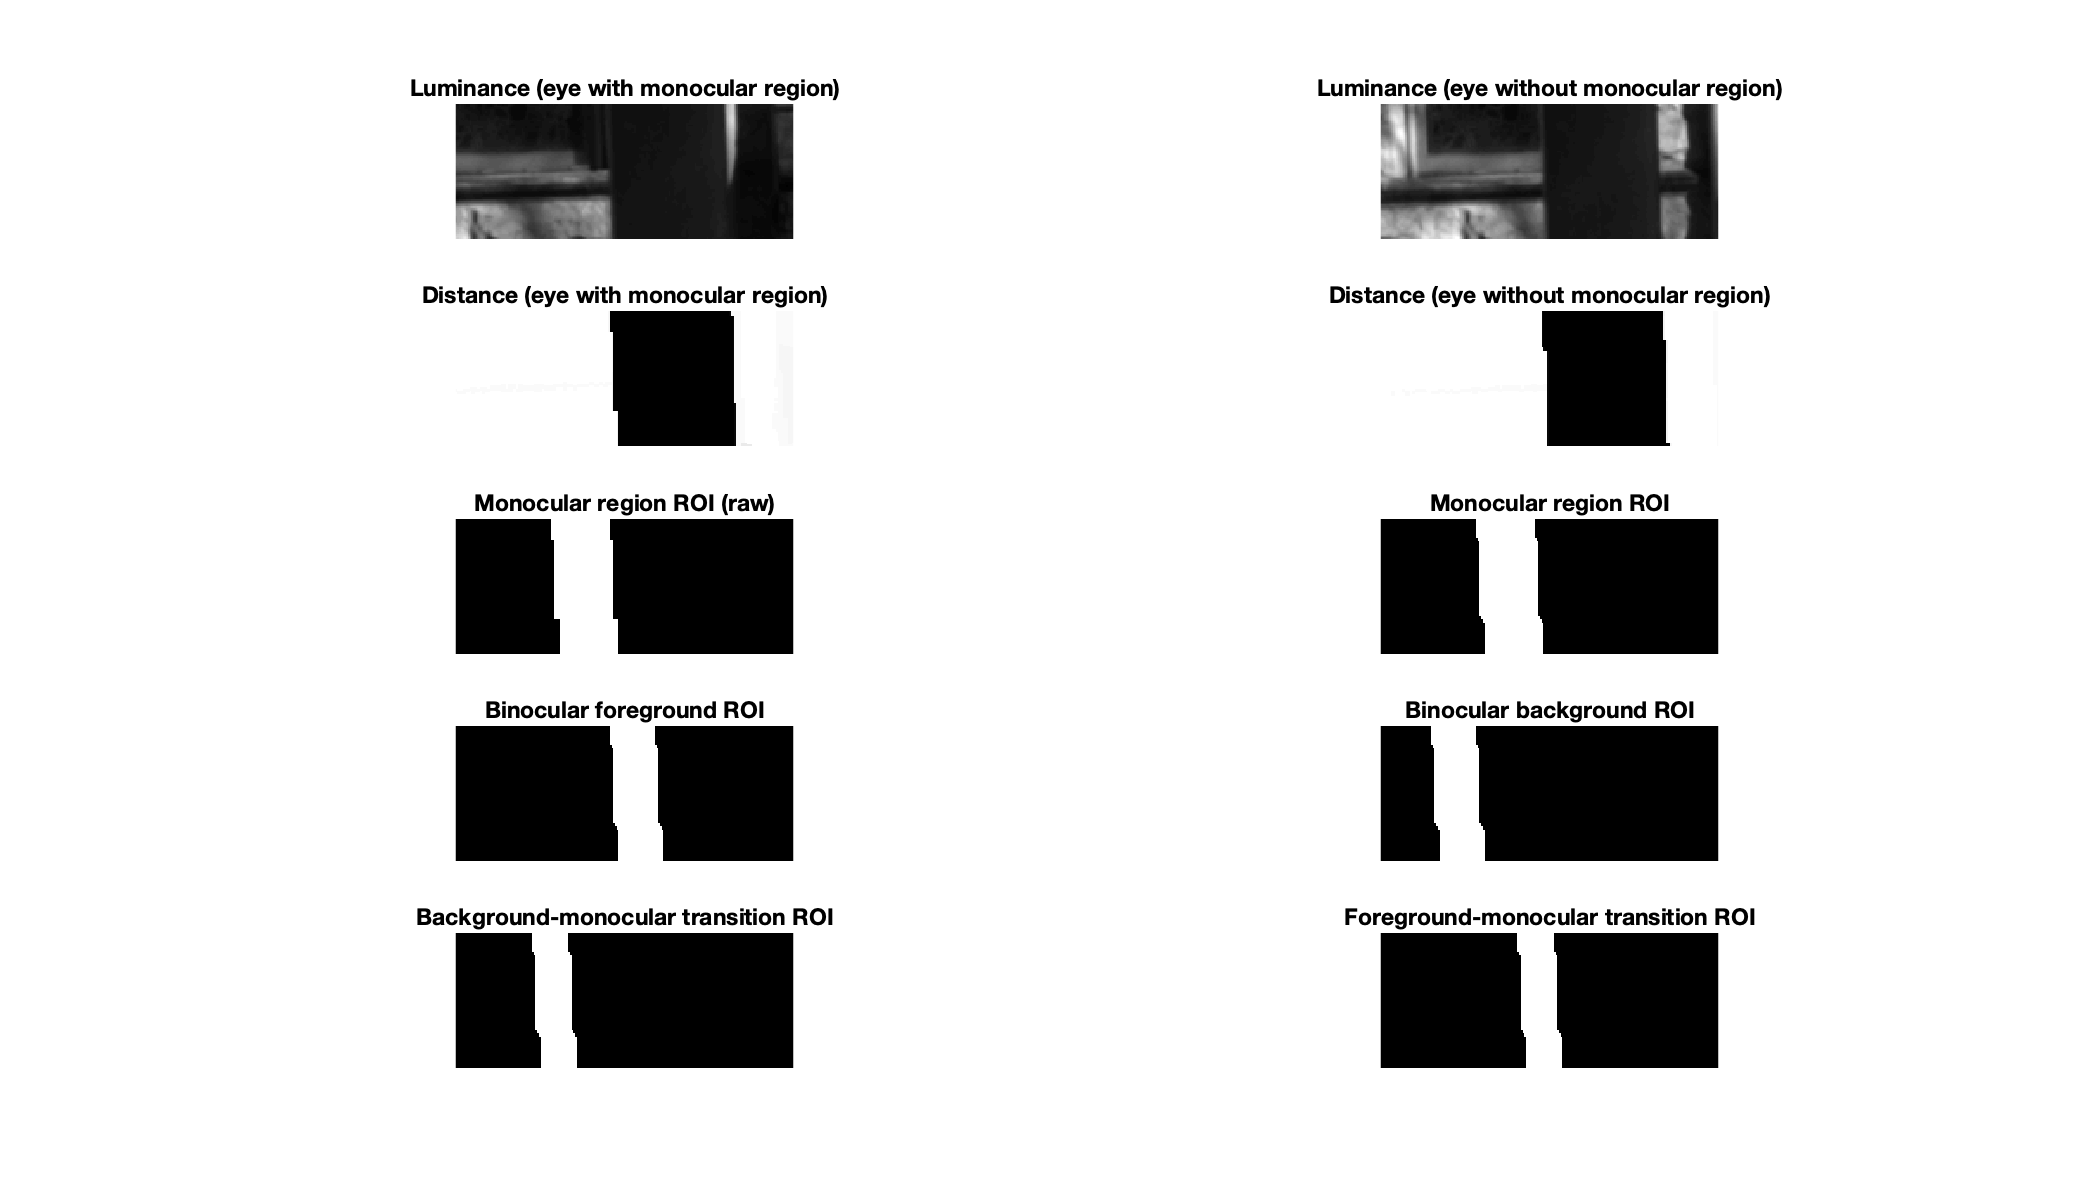 Luminance (eye with monocular region)
Luminance (eye without monocular region)
Distance (eye with monocular region)
Distance (eye without monocular region)
Monocular region ROI (raw)
Monocular region ROI
Binocular foreground ROI
Binocular background ROI
Background-monocular transition ROI
Foreground-monocular transition ROI